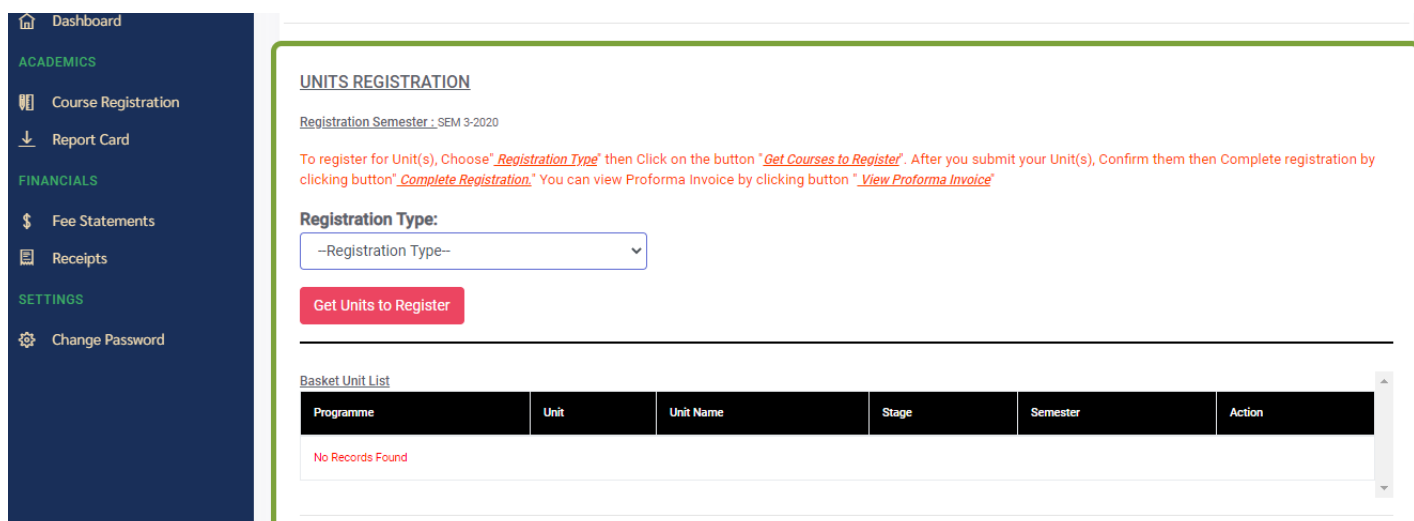 Dashboard
ACADEMICS
Course Registration
Report Card
FINANCIALS
Fee Statements
Receipts
SETTINGS
Change Password
UNITS REGISTRATION
Registration Semester : SEM 3-2020
To register for Unit(s), Choose" Registration Type" then Click on the button "Get Courses to Register". After you submit your Unit(s), Confirm them then Complete registration by
clicking button" Complete Registration." You can view Proforma Invoice by clicking button " View Proforma Invoice"
Registration Type:
--Registration Type--
Get Units to Register
Basket Unit List
Programme Unit Unit Name Stage Semester Action
No Records Found